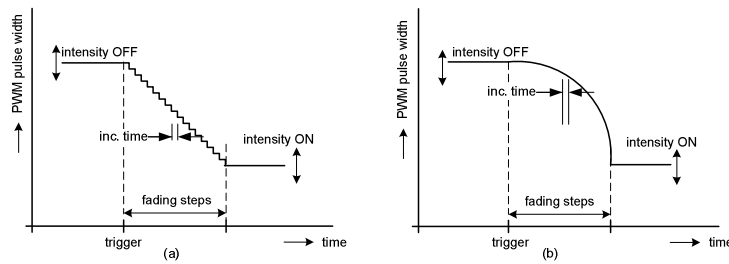 PWM pulse width
intensity OFF
inc. time
intensity ON
fading steps
trigger
time
(a)
PWM pulse width
intensity OFF
inc. time
intensity ON
fading steps
trigger
time
(b)